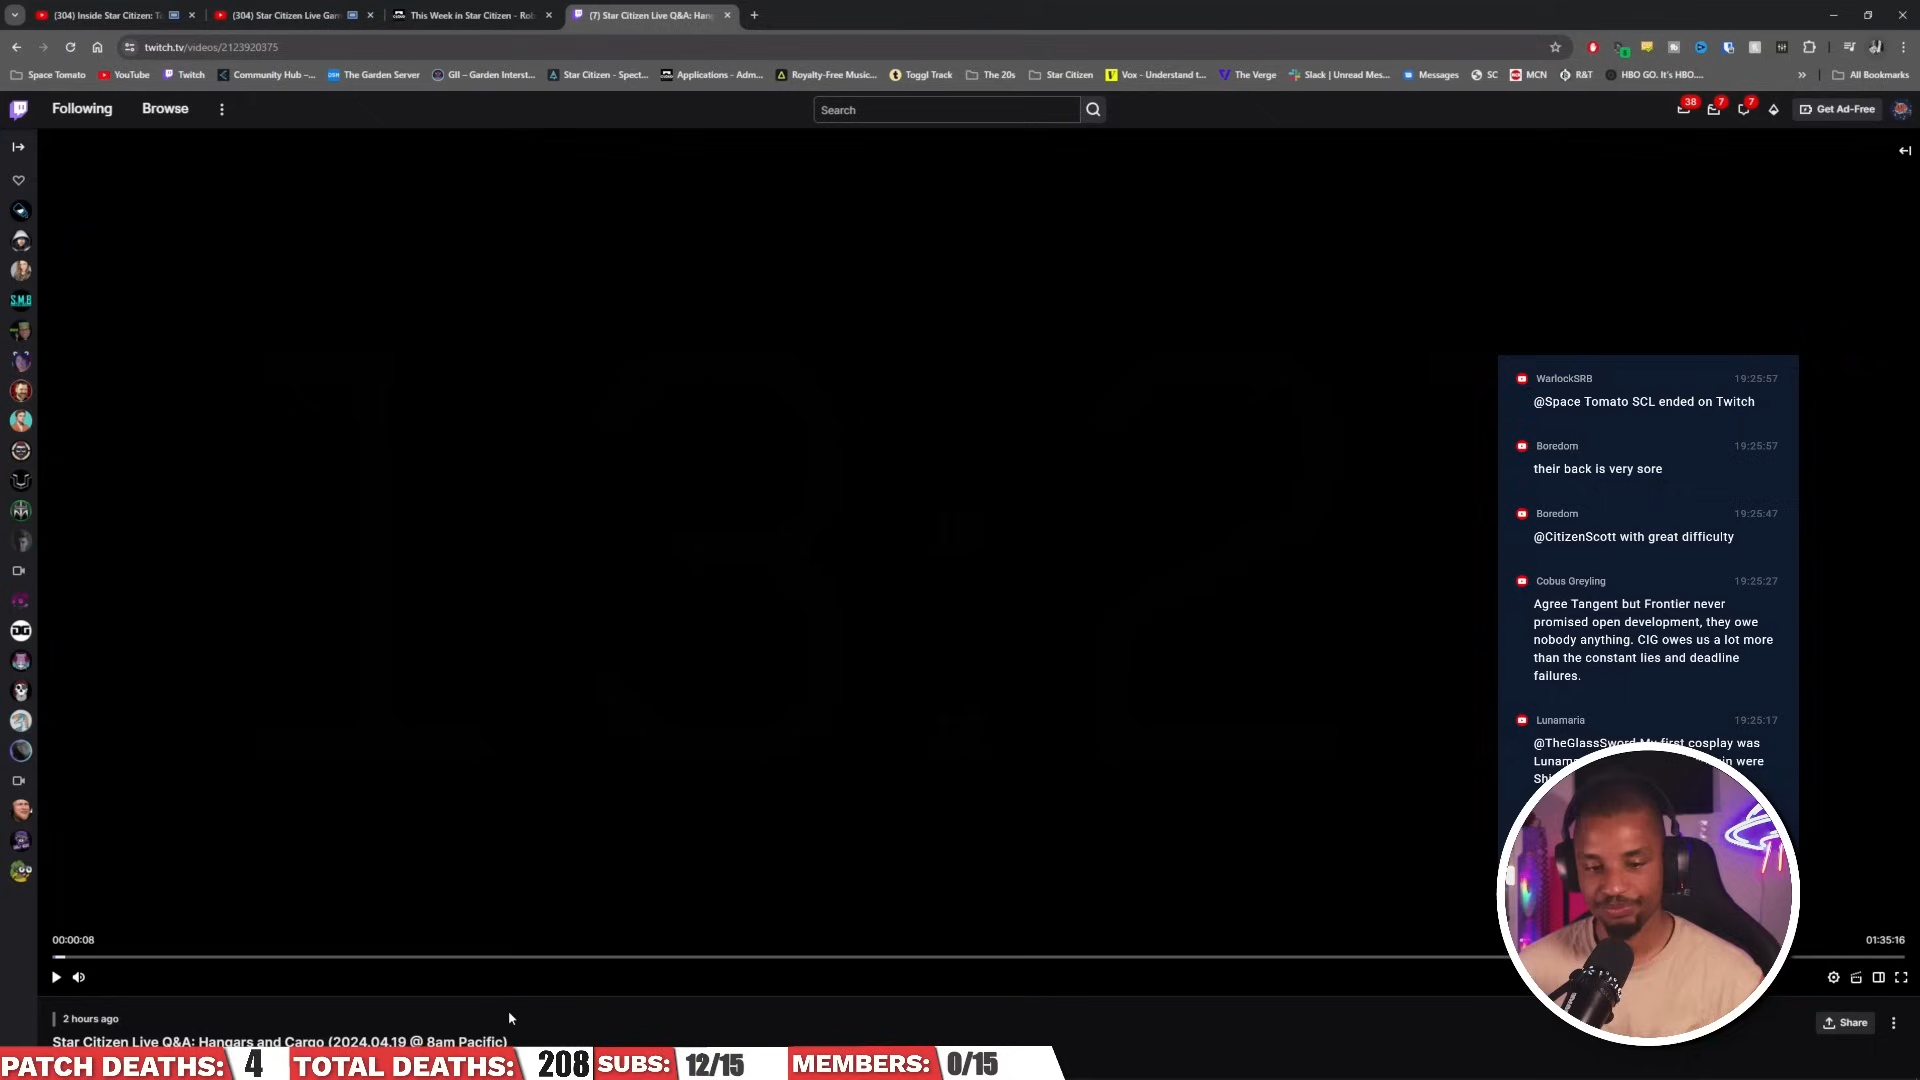 (304) Inside Star Citizen: T
(304) Star Citizen Live Gam
This Week in Star Citizen - Rob
(7) Star Citizen Live Q&A: Hang
twitch.tv/videos/2123920375
Space Tomato
YouTube
Twitch
Community Hub –...
The Garden Server
GII – Garden Interst...
Star Citizen - Spect...
Applications - Adm...
Royalty-Free Music...
Toggl Track
The 20s
Star Citizen
Vox - Understand t...
The Verge
Slack | Unread Mes...
Messages
SC
MCN
R&T
HBO GO. It's HBO....
All Bookmarks
Following
Browse
Search
38
7
7
Get Ad-Free
S.M.B
WarlockSRB 19:25:57
@Space Tomato SCL ended on Twitch
Boredom 19:25:57
their back is very sore
Boredom 19:25:47
@CitizenScott with great difficulty
Cobus Greyling 19:25:27
Agree Tangent but Frontier never
promised open development, they owe
nobody anything. CIG owes us a lot more
than the constant lies and deadline
failures.
Lunamaria 19:25:17
@TheGlassSword My first cosplay was
were
00:00:08
01:35:16
2 hours ago
Share
Star Citizen Live Q&A: Hangars and Cargo (2024.04.19 @ 8am Pacific)
PATCH DEATHS: 4 TOTAL DEATHS: 208 SUBS: 12/15 MEMBERS: 0/15